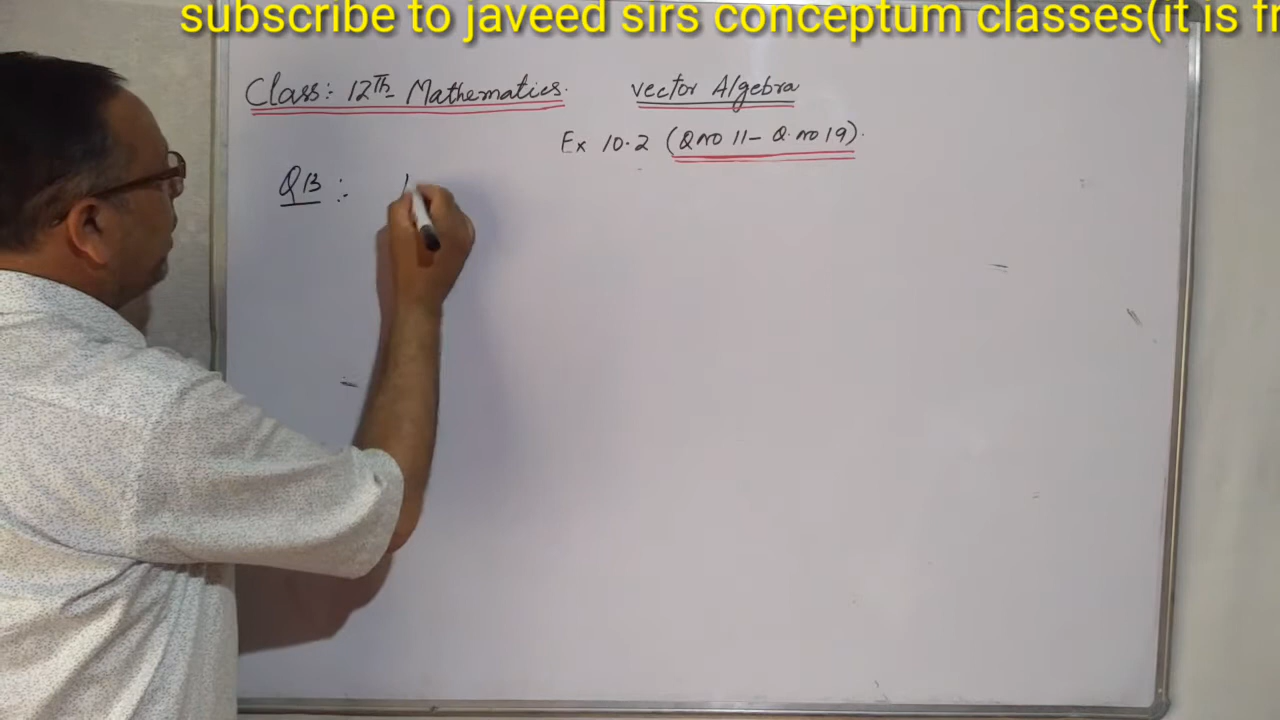 subscribe to javeed sirs conceptum classes(it is fr
Class: 12Th Mathematics. vector Algebra
Ex 10.2 (Q no 11 - Q. no 19).
Q13 :